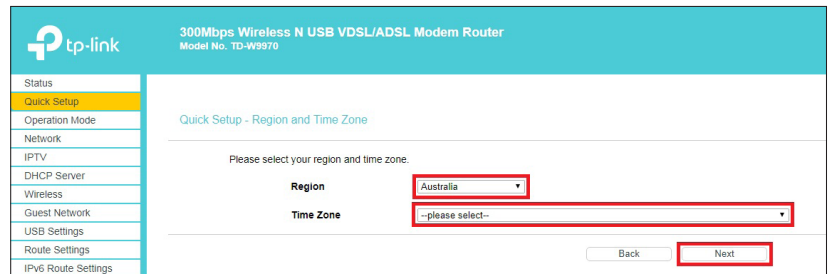 tp-link
300Mbps Wireless N USB VDSL/ADSL Modem Router
Model No. TD-W9970
Status
Quick Setup
Operation Mode
Network
IPTV
DHCP Server
Wireless
Guest Network
USB Settings
Route Settings
IPv6 Route Settings
Quick Setup - Region and Time Zone
Please select your region and time zone.
Region Australia
Time Zone --please select--
Back Next